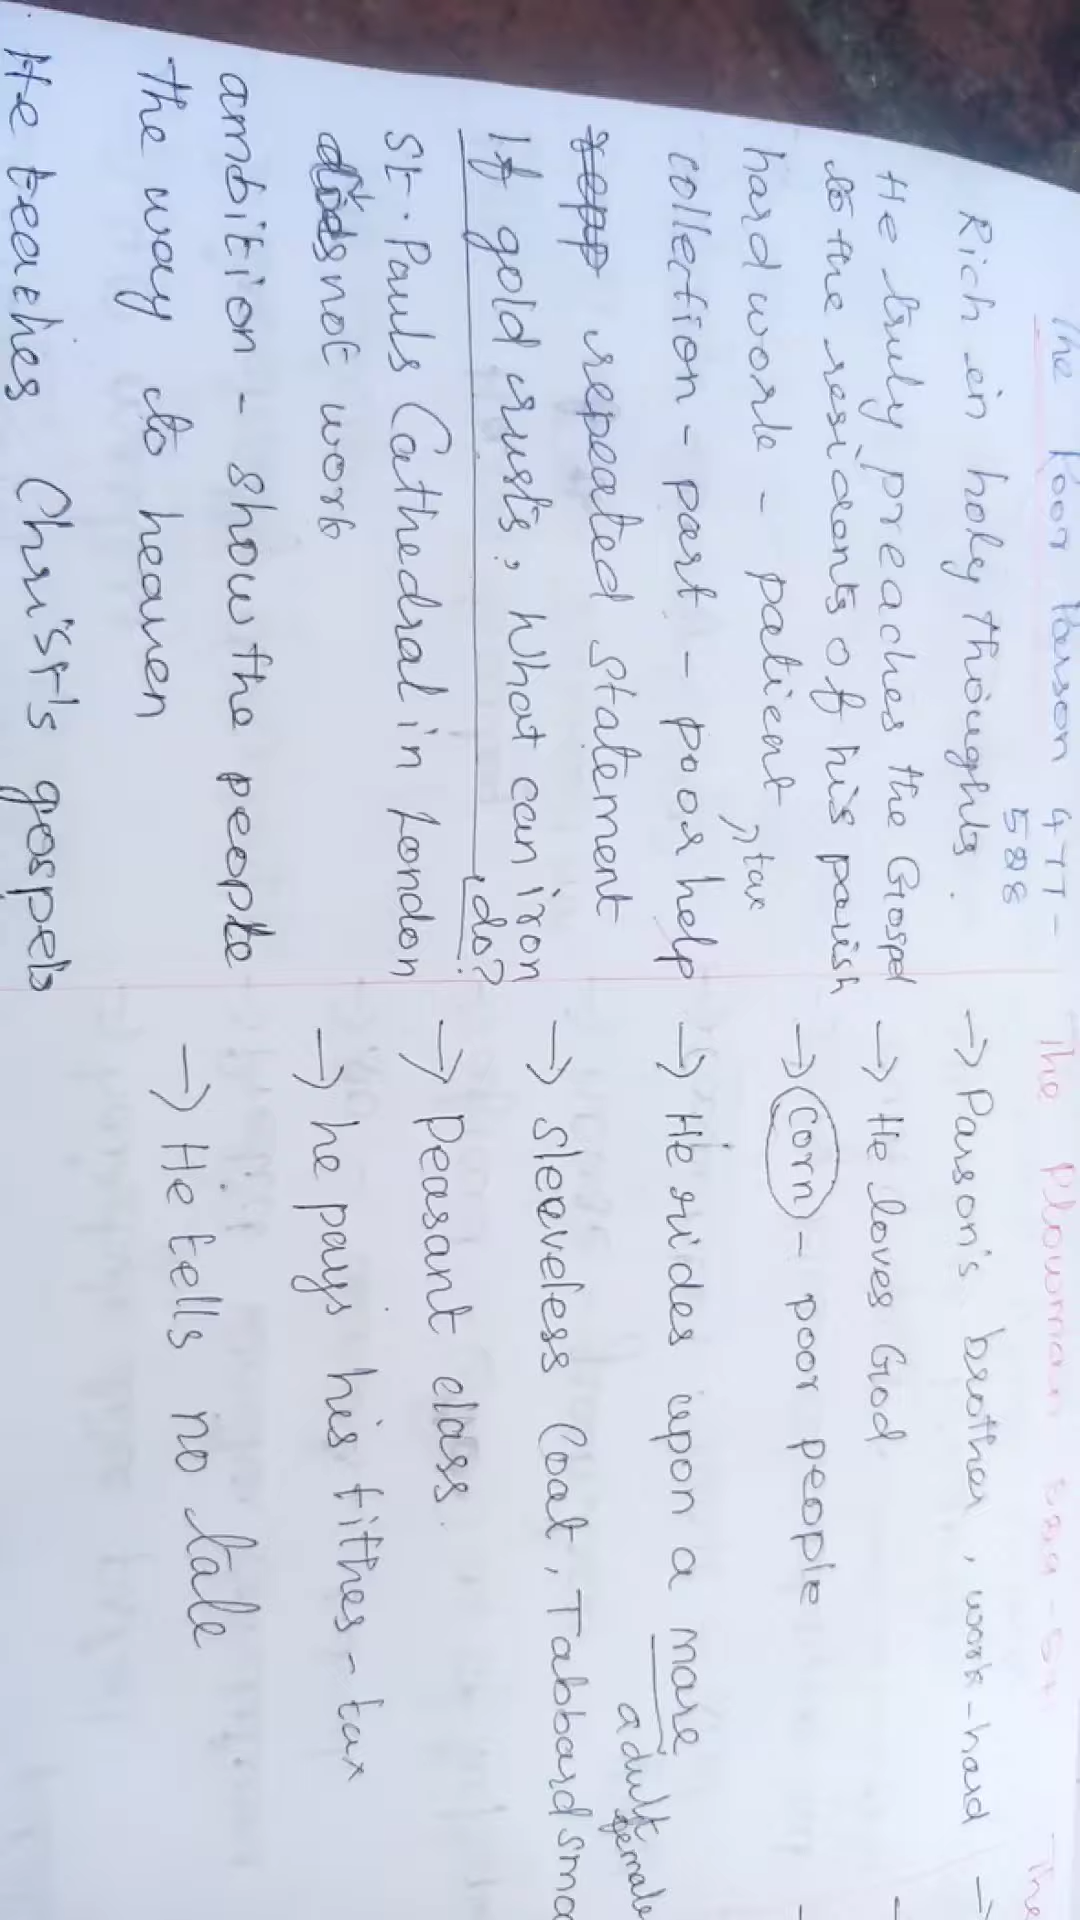 The Poor Parson 477-
528
Rich in holy thoughts.
He truly preaches the Gospel
to the residents of his parish
hard work - patient
tax
collection - part - poor help
repeated statement
If gold rusts, What can iron
do?
St. Pauls Cathedral in London
does not work
ambition - show the people
the way to heaven
He teaches Christ's gospels
The Plowman
→ Parson's brother, work-hard
→ He loves God
→ Corn - poor people
→ He rides upon a mare
adult
female
→ sleeveless Coat, Tabbard smo
→ Peasant class.
→ he pays his tithes - tax
→ He tells no tale
The